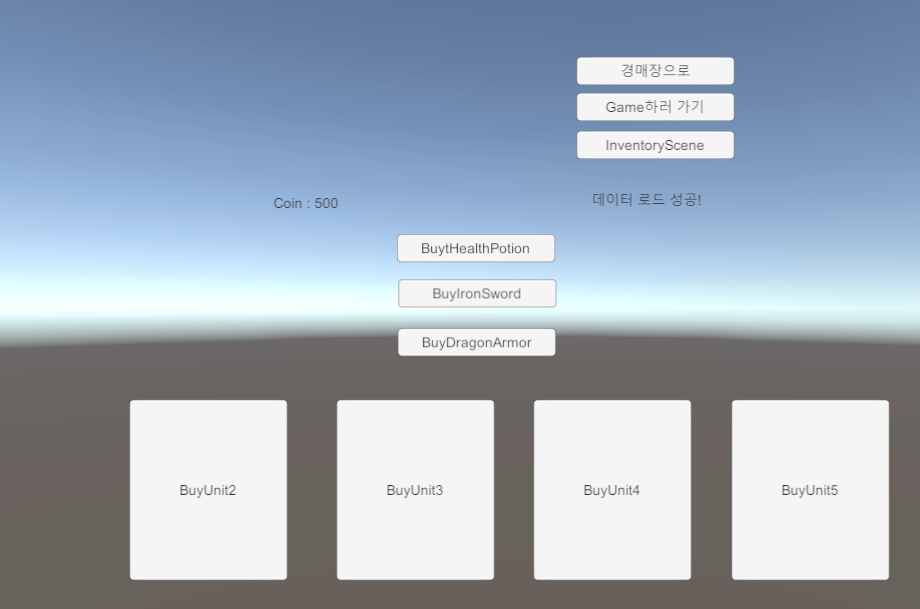 경매장으로
Game하러 가기
InventoryScene
Coin : 500
데이터 로드 성공!
BuytHealthPotion
BuyIronSword
BuyDragonArmor
BuyUnit2
BuyUnit3
BuyUnit4
BuyUnit5